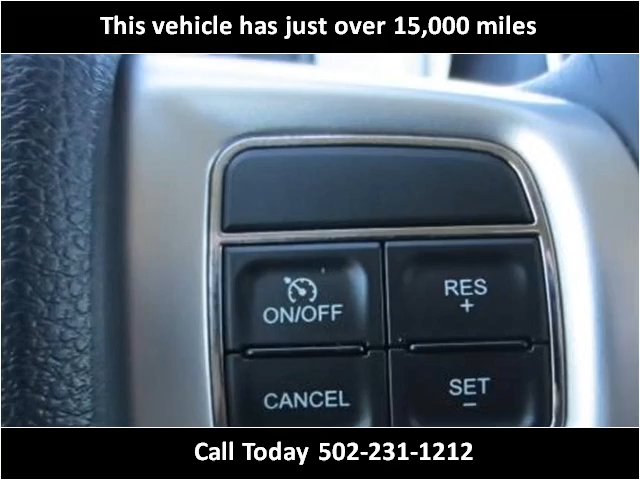 This vehicle has just over 15,000 miles
ON/OFF
RES
+
CANCEL
SET
-
Call Today 502-231-1212